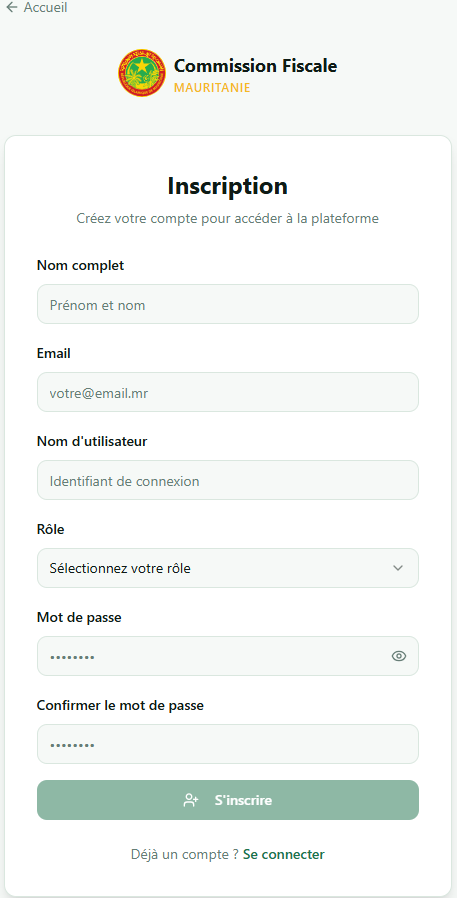 Accueil
Commission Fiscale
MAURITANIE
Inscription
Créez votre compte pour accéder à la plateforme
Nom complet
Prénom et nom
Email
votre@email.mr
Nom d'utilisateur
Identifiant de connexion
Rôle
Sélectionnez votre rôle
Mot de passe
••••••••
Confirmer le mot de passe
••••••••
S'inscrire
Déjà un compte ? Se connecter